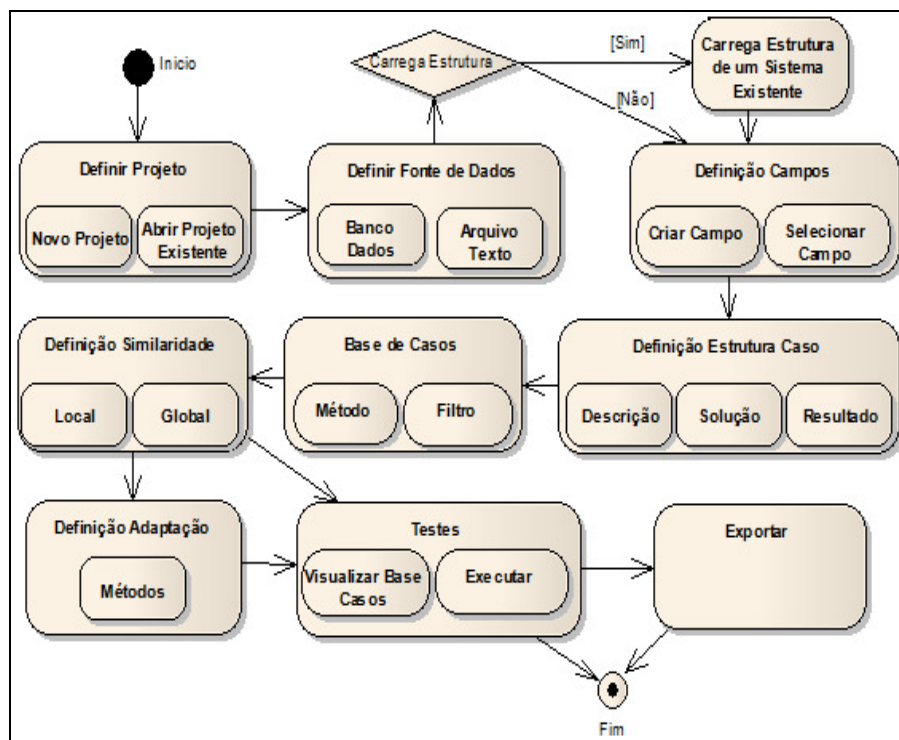 Inicio
Carrega Estrutura
[Sim]
[Não]
Carrega Estrutura
de um Sistema
Existente
Definir Projeto
Novo Projeto
Abrir Projeto
Existente
Definir Fonte de Dados
Banco
Dados
Arquivo
Texto
Definição Campos
Criar Campo
Selecionar
Campo
Definição Similaridade
Local
Global
Base de Casos
Método
Filtro
Definição Estrutura Caso
Descrição
Solução
Resultado
Definição Adaptação
Métodos
Testes
Visualizar Base
Casos
Executar
Exportar
Fim